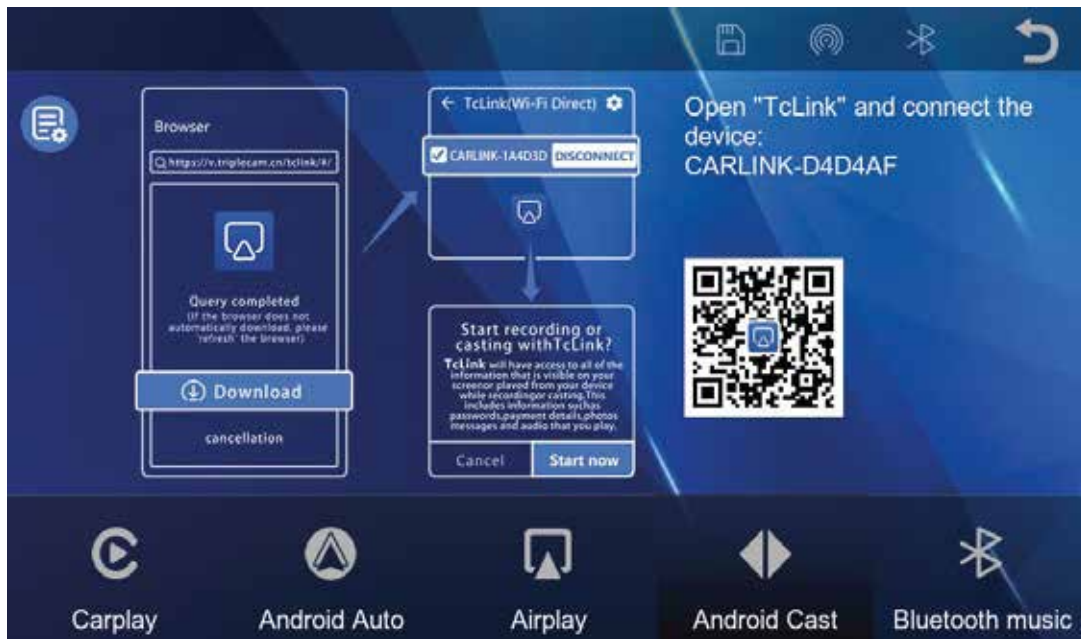 Browser
https://v.triplecam.cn/tclink/#/
Query completed
(If the browser does not
automatically download, please
'refresh' the browser)
Download
cancellation
TcLink(Wi-Fi Direct)
CARLINK-1A4D3D DISCONNECT
Start recording or
casting withTcLink?
TcLink will have access to all of the
information that is visible on your
screenor played from your device
while recordingor casting.This
includes information suchas
passwords,payment details,photos
messages and audio that you play.
Cancel Start now
Open "TcLink" and connect the
device:
CARLINK-D4D4AF
Carplay
Android Auto
Airplay
Android Cast
Bluetooth music